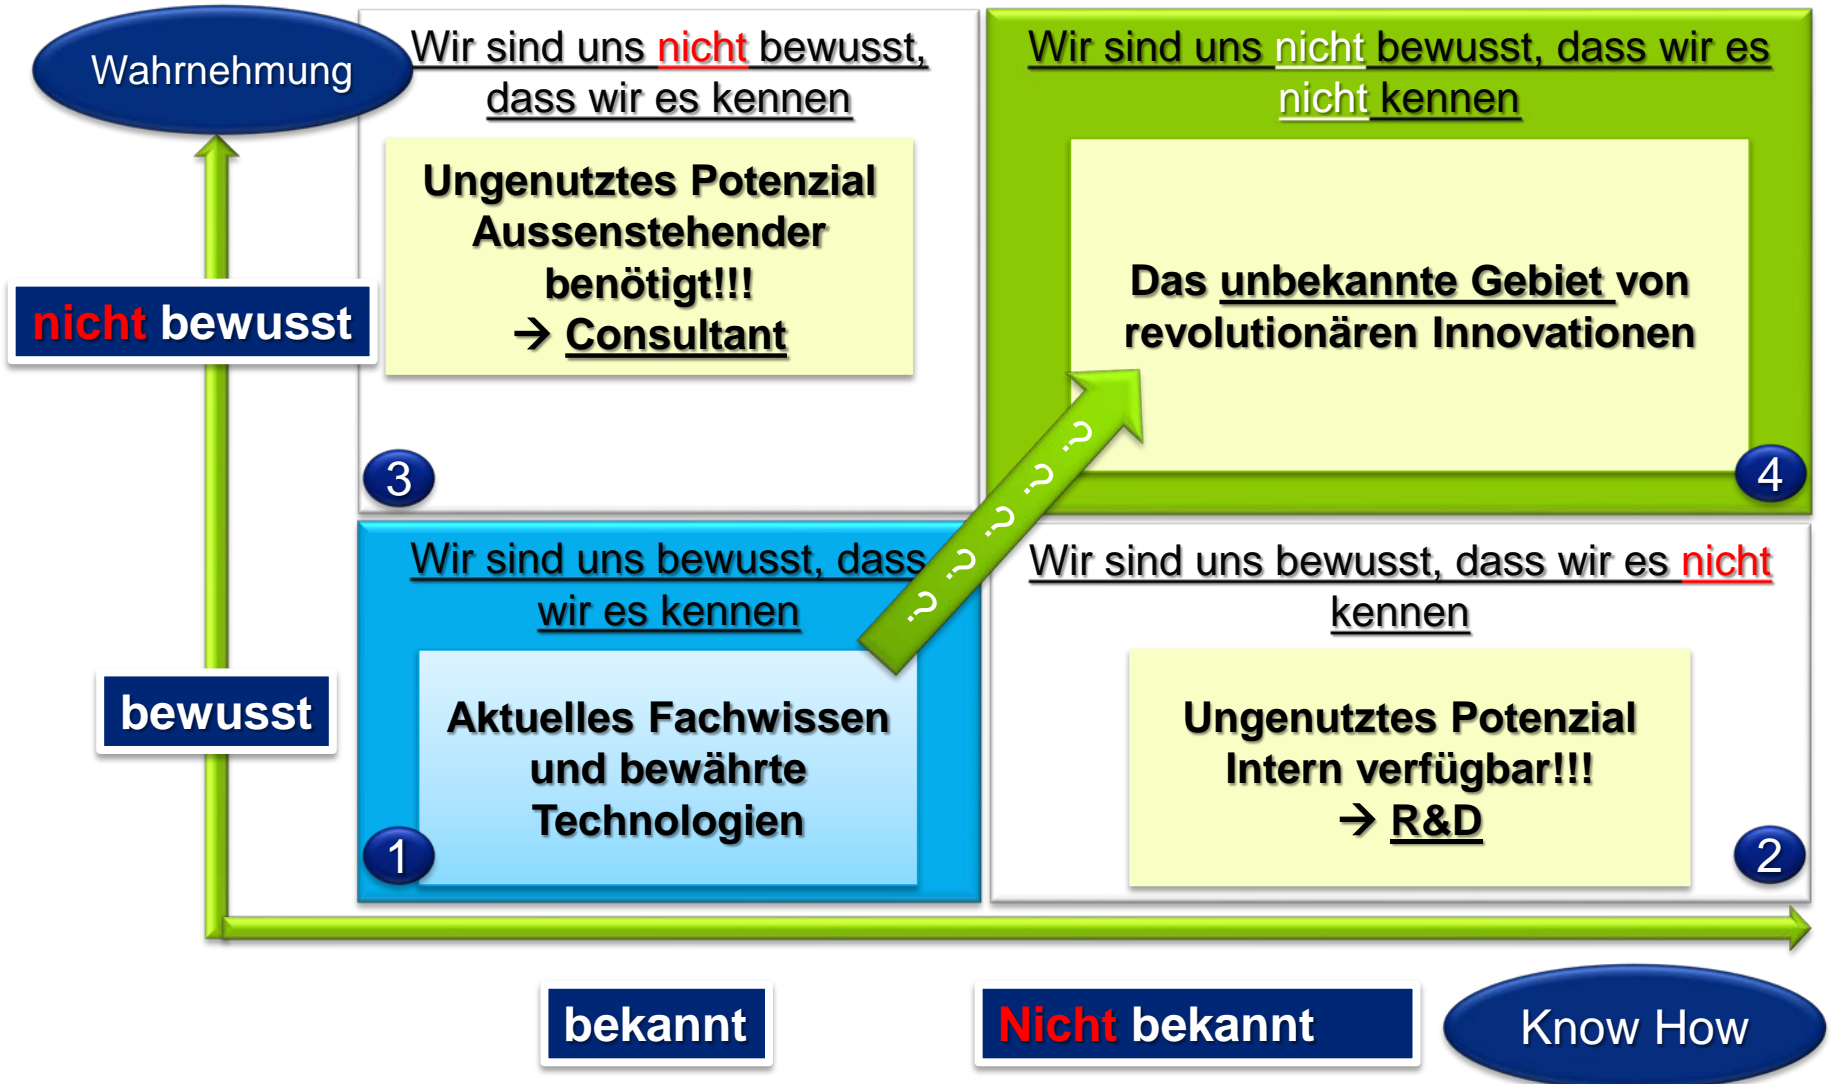 Wahrnehmung
Wir sind uns nicht bewusst,
dass wir es kennen
Ungenutztes Potenzial
Aussenstehender
benötigt!!!
→ Consultant
3
Wir sind uns nicht bewusst, dass wir es
nicht kennen
Das unbekannte Gebiet von
revolutionären Innovationen
4
nicht bewusst
bewusst
Wir sind uns bewusst, dass
wir es kennen
Aktuelles Fachwissen
und bewährte
Technologien
1
? ? ? ? ?
Wir sind uns bewusst, dass wir es nicht
kennen
Ungenutztes Potenzial
Intern verfügbar!!!
→ R&D
2
bekannt
Nicht bekannt
Know How